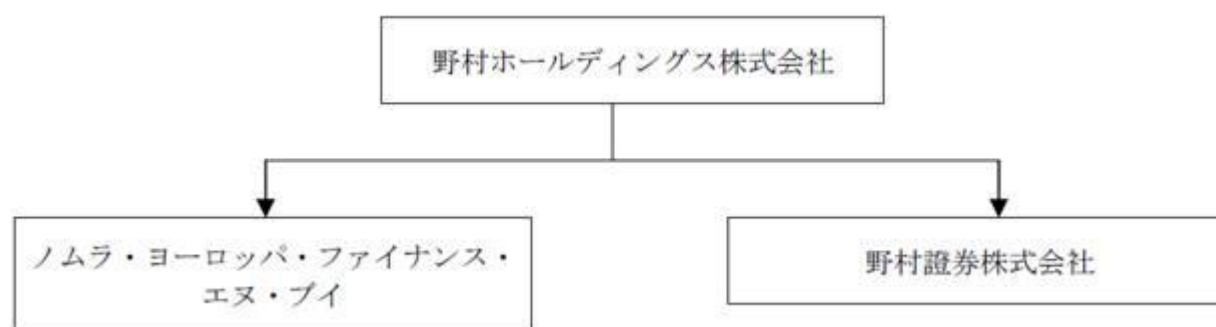 野村ホールディングス株式会社
ノムラ・ヨーロッパ・ファイナンス・
エヌ・ブイ
野村證券株式会社